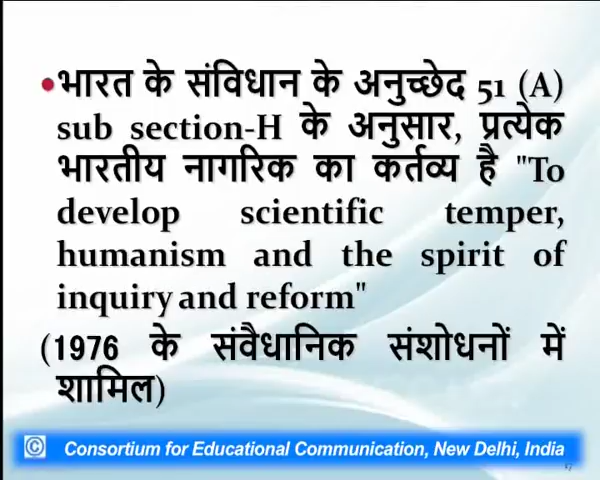 •भारत के संविधान के अनुच्छेद 51 (A)
sub section-H के अनुसार, प्रत्येक
भारतीय नागरिक का कर्तव्य है "To
develop scientific temper,
humanism and the spirit of
inquiry and reform"
(1976 के संवैधानिक संशोधनों में
शामिल)
© Consortium for Educational Communication, New Delhi, India